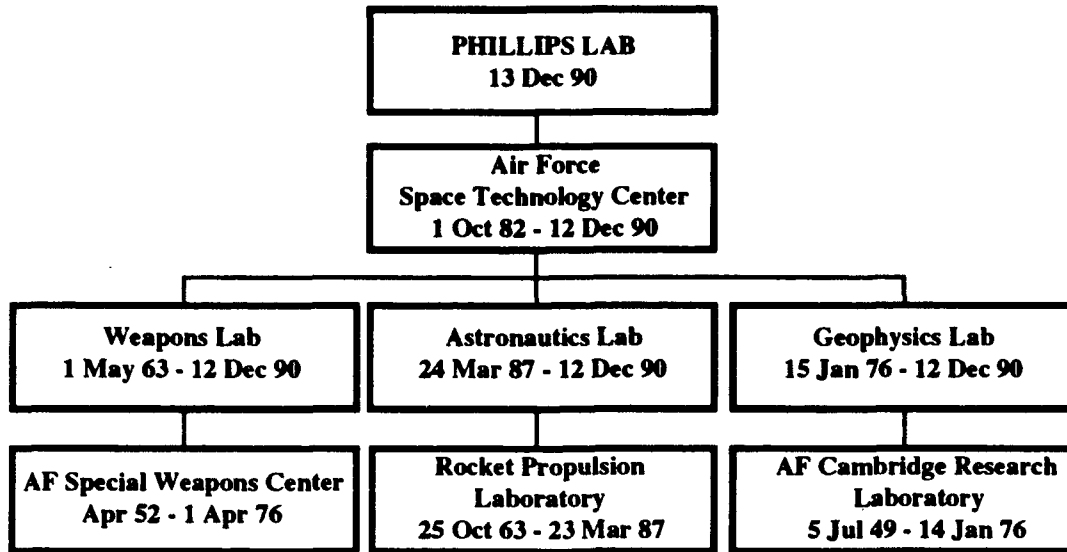 PHILLIPS LAB
13 Dec 90
Air Force
Space Technology Center
1 Oct 82 - 12 Dec 90
Weapons Lab
1 May 63 - 12 Dec 90
Astronautics Lab
24 Mar 87 - 12 Dec 90
Geophysics Lab
15 Jan 76 - 12 Dec 90
AF Special Weapons Center
Apr 52 - 1 Apr 76
Rocket Propulsion
Laboratory
25 Oct 63 - 23 Mar 87
AF Cambridge Research
Laboratory
5 Jul 49 - 14 Jan 76